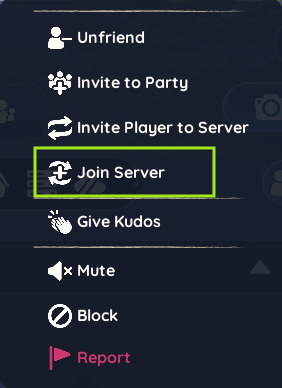 Unfriend
Invite to Party
Invite Player to Server
Join Server
Give Kudos
Mute
Block
Report